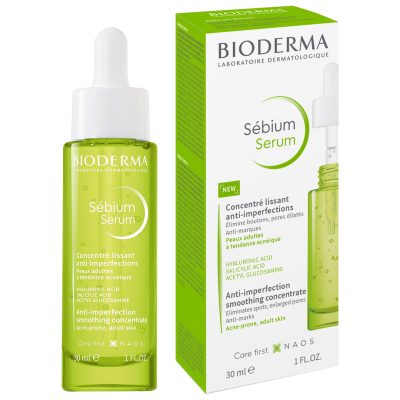 BIODERMA
LABORATOIRE DERMATOLOGIQUE
Sébium
Serum
Concentré lissant
anti-imperfections
Peaux adultes
à tendance acnéique
HYALURONIC ACID
SALICYLIC ACID
ACETYL GLUCOSAMINE
Anti-imperfection
smoothing concentrate
Acne-prone, adult skin
30 ml ℮ 1 FL.OZ.
BIODERMA
LABORATOIRE DERMATOLOGIQUE
Sébium
Serum
NEW
Concentré lissant
anti-imperfections
Elimine boutons, pores dilatés
Anti-marques
Peaux adultes
à tendance acnéique
HYALURONIC ACID
SALICYLIC ACID
ACETYL GLUCOSAMINE
Anti-imperfection
smoothing concentrate
Eliminates spots, enlarged pores
Anti-marks
Acne-prone, adult skin
Care first. NAOS
30 ml ℮ 1 FL.OZ.